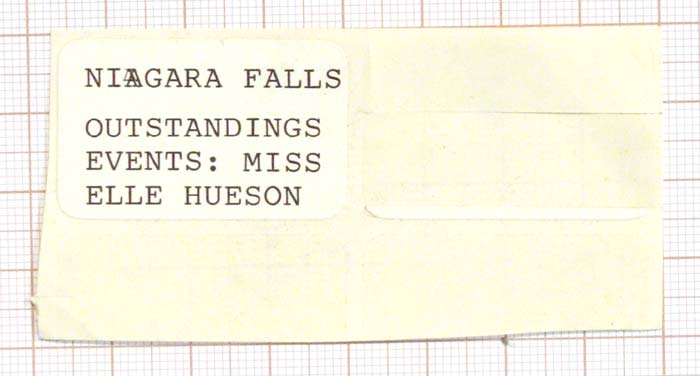 NIAGARA FALLS
OUTSTANDINGS
EVENTS: MISS
ELLE HUESON